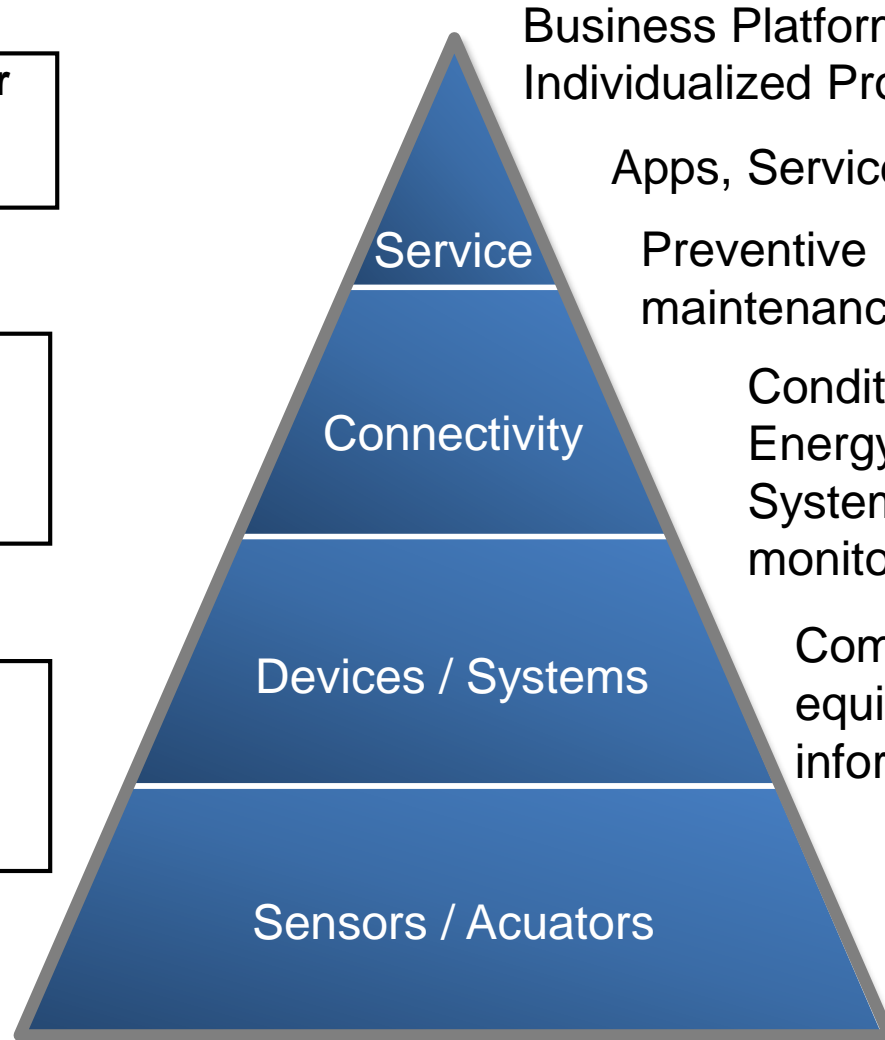 Business Platforn
Individualized Pro
r
Apps, Service
Service
Preventive
maintenanc
Condit
Energy
System
monito
Connectivity
Com
equi
infor
Devices / Systems
Sensors / Acuators